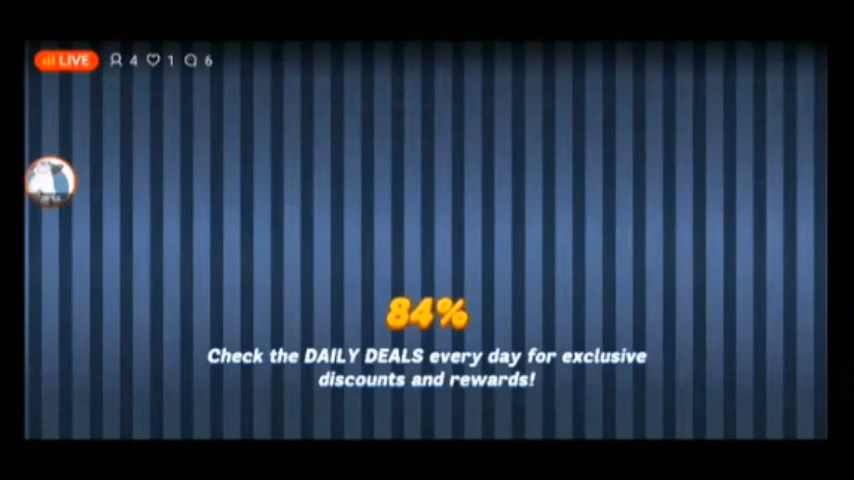 LIVE 4 1 6
84%
Check the DAILY DEALS every day for exclusive
discounts and rewards!